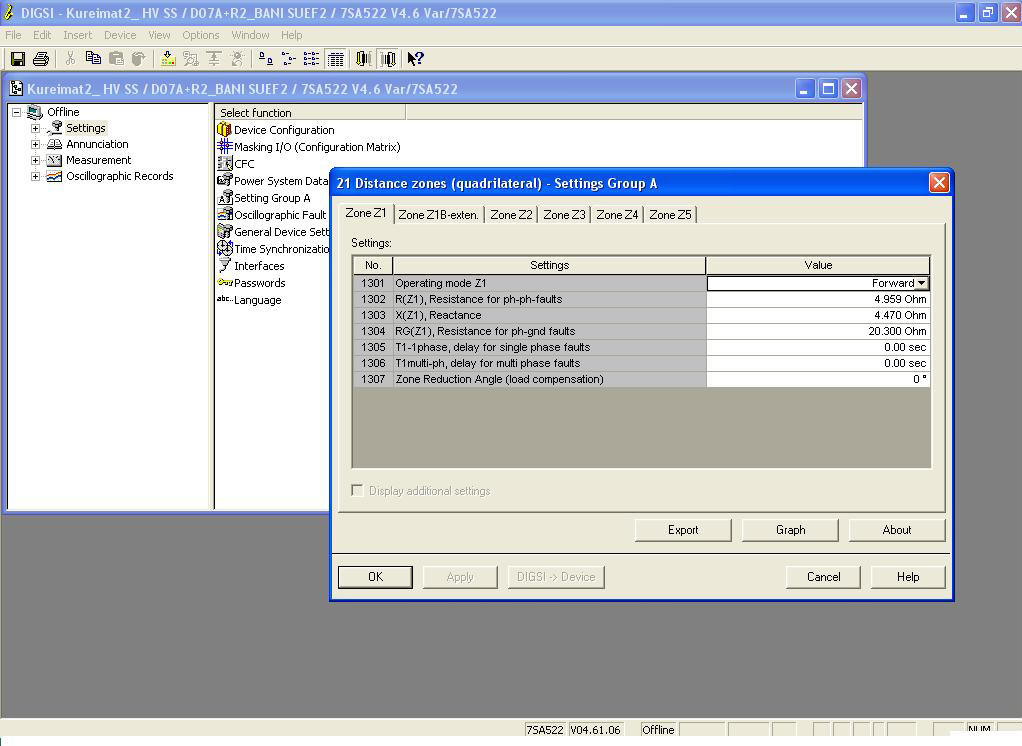 DIGSI - Kureimat2_ HV SS / D07A+R2_BANI SUEF2 / 7SA522 V4.6 Var/7SA522
File Edit Insert Device View Options Window Help
Kureimat2_ HV SS / D07A+R2_BANI SUEF2 / 7SA522 V4.6 Var/7SA522
Offline
Settings
Annunciation
Measurement
Oscillographic Records
Select function
Device Configuration
Masking I/O (Configuration Matrix)
CFC
Power System Data
Setting Group A
Oscillographic Fault
General Device Sett
Time Synchronizatio
Interfaces
Passwords
abc.. Language
21 Distance zones (quadrilateral) - Settings Group A
Zone Z1 Zone Z1B-exten. Zone Z2 Zone Z3 Zone Z4 Zone Z5
Settings:
No. Settings Value
1301 Operating mode Z1 Forward
1302 R(Z1), Resistance for ph-ph-faults 4.959 Ohm
1303 X(Z1), Reactance 4.470 Ohm
1304 RG(Z1), Resistance for ph-gnd faults 20.300 Ohm
1305 T1-1phase, delay for single phase faults 0.00 sec
1306 T1multi-ph, delay for multi phase faults 0.00 sec
1307 Zone Reduction Angle (load compensation) 0 °
Display additional settings
Export Graph About
OK Apply DIGSI -> Device Cancel Help
7SA522 V04.61.06 Offline NUM